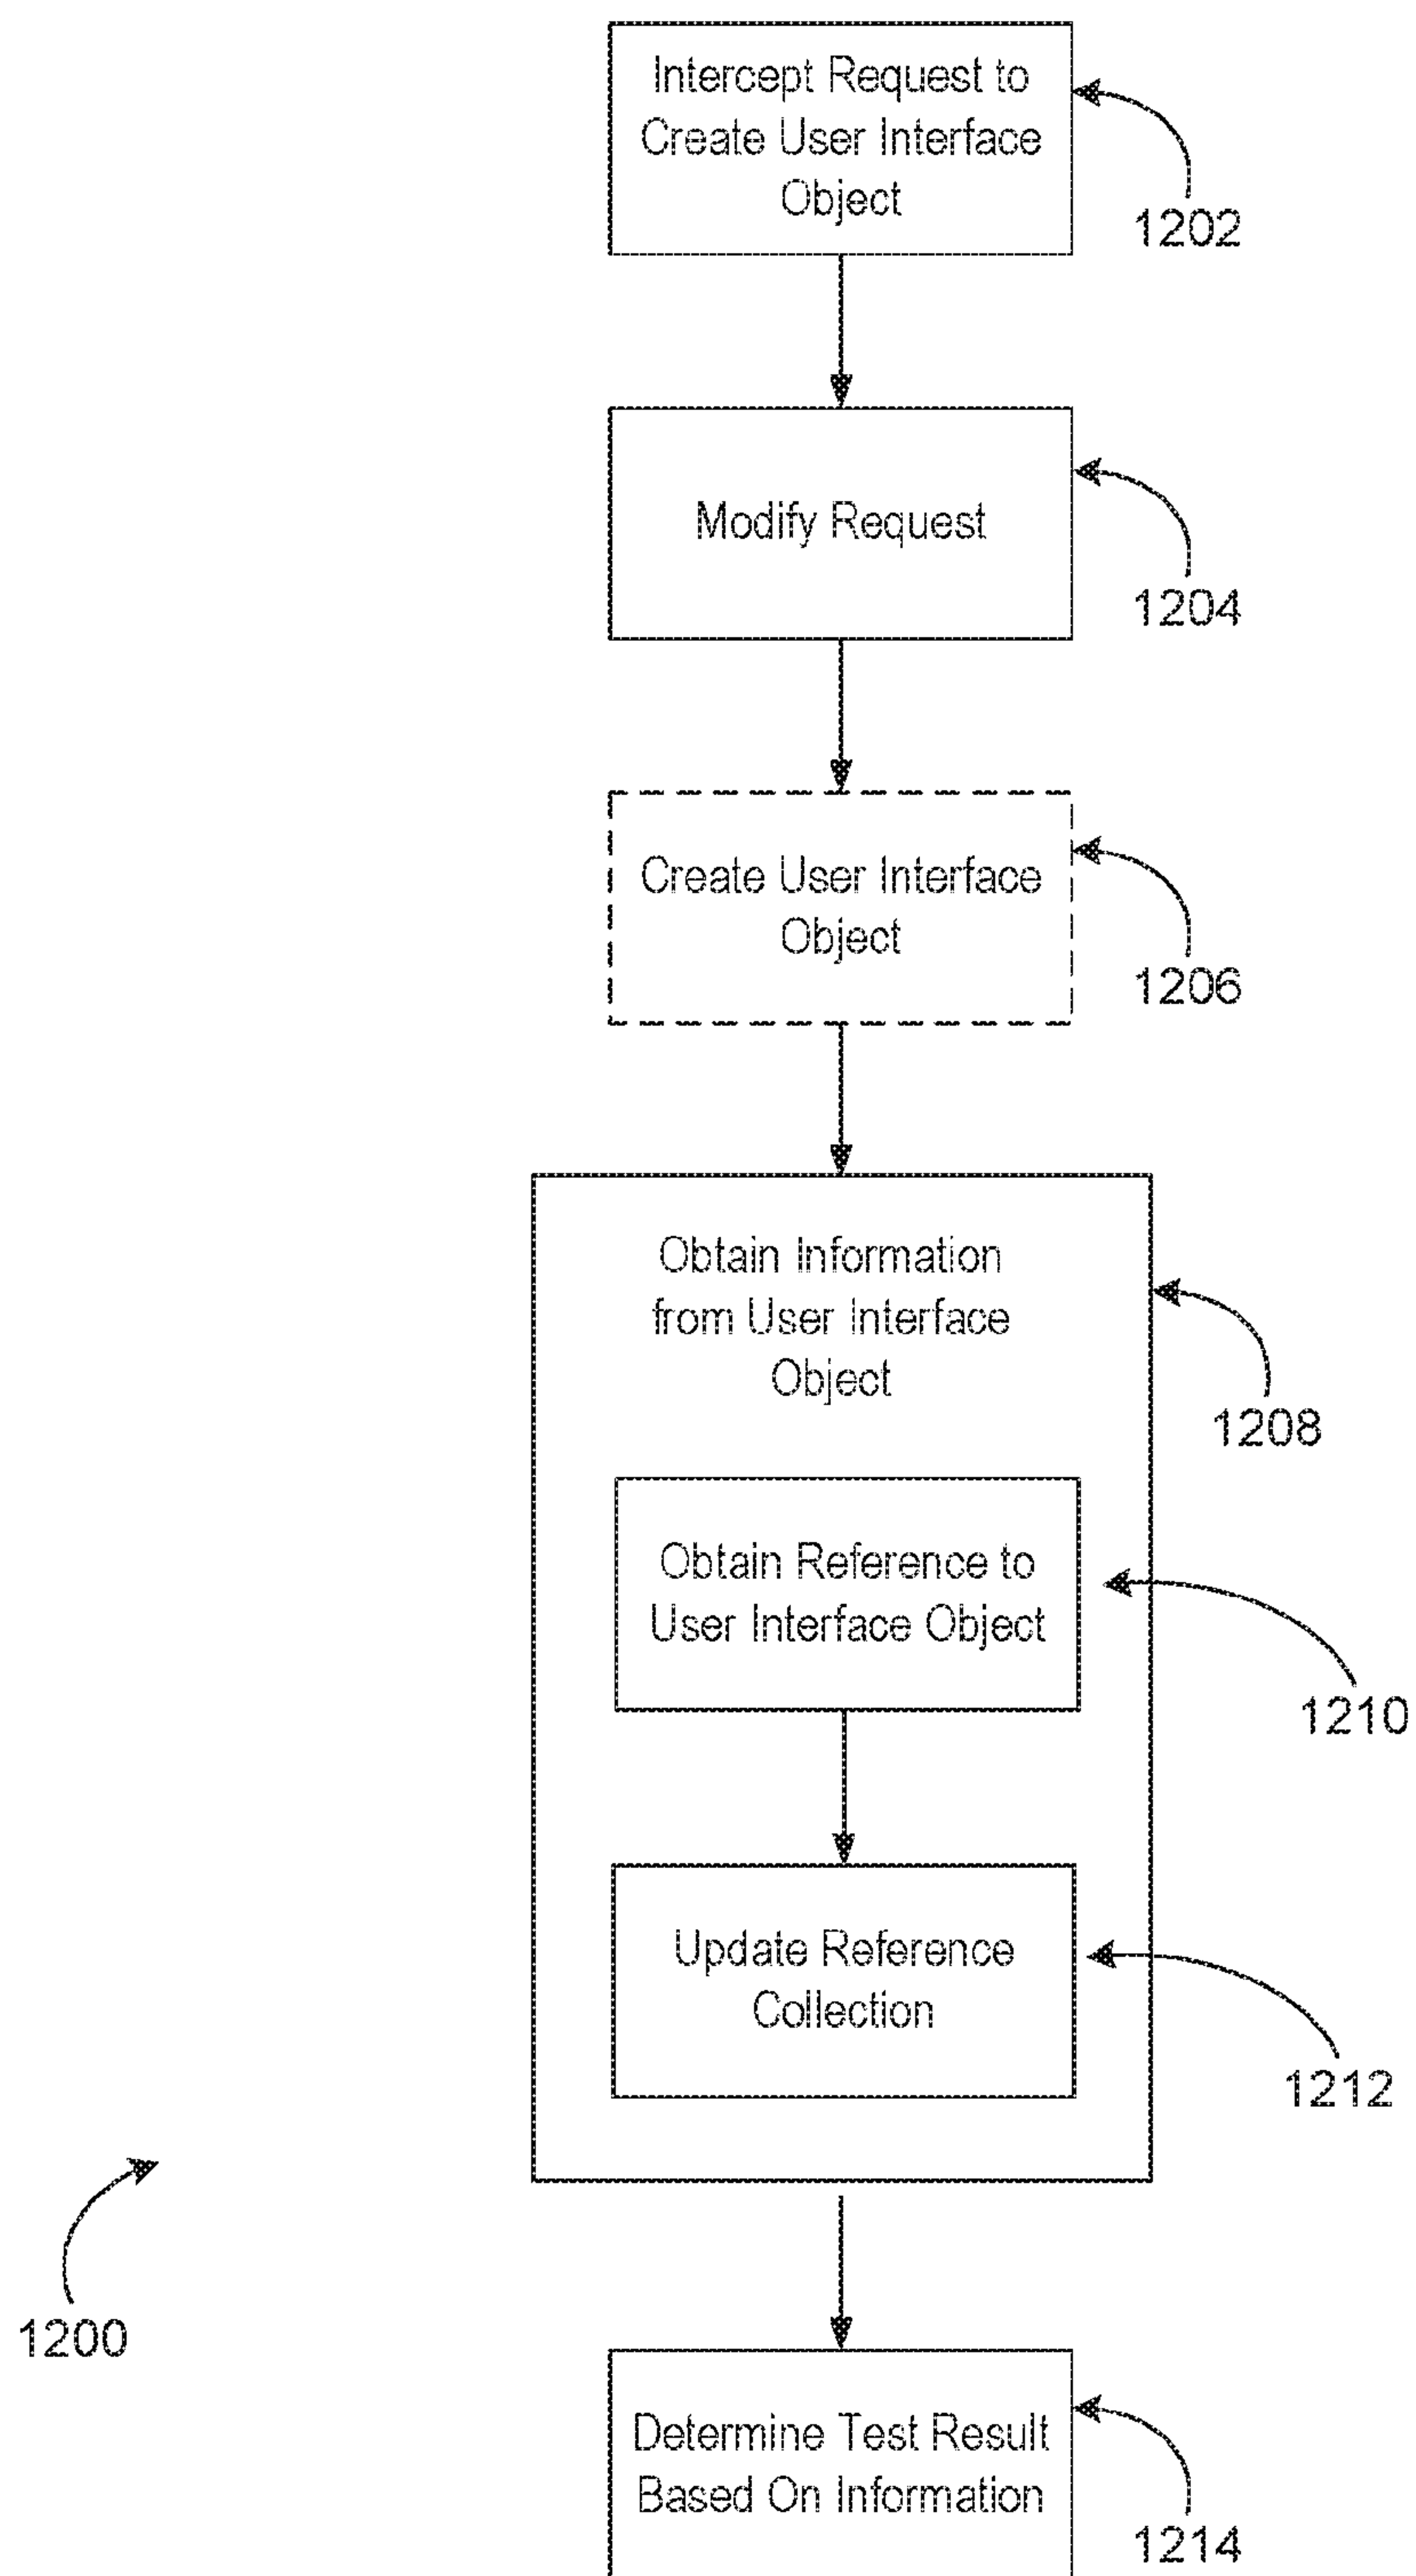 Intercept Request to
Create User Interface
Object
1202
Modify Request
1204
Create User Interface
Object
1206
Obtain Information
from User Interface
Object
1208
Obtain Reference to
User Interface Object
1210
Update Reference
Collection
1212
1200
Determine Test Result
Based On Information
1214